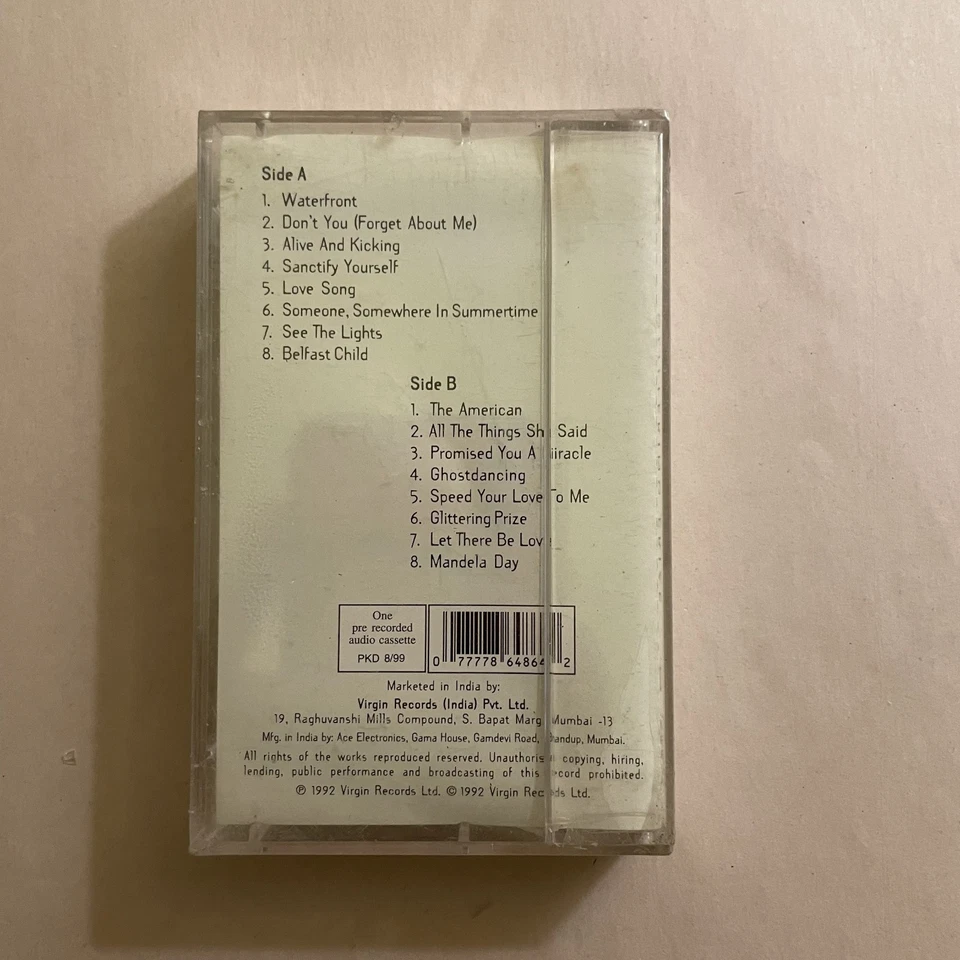 Side A
1. Waterfront
2. Don't You (Forget About Me)
3. Alive And Kicking
4. Sanctify Yourself
5. Love Song
6. Someone, Somewhere In Summertime
7. See The Lights
8. Belfast Child
Side B
1. The American
2. All The Things She Said
3. Promised You A Miracle
4. Ghostdancing
5. Speed Your Love To Me
6. Glittering Prize
7. Let There Be Love
8. Mandela Day
One
pre recorded
audio cassette
PKD 8/99
0 77778 64864 2
Marketed in India by:
Virgin Records (India) Pvt. Ltd.
19, Raghuvanshi Mills Compound, S. Bapat Marg Mumbai -13
Mfg. in India by: Ace Electronics, Gama House, Gamdevi Road, Bhandup, Mumbai.
All rights of the works reproduced reserved. Unauthorised copying, hiring,
lending, public performance and broadcasting of this record prohibited.
℗ 1992 Virgin Records Ltd. © 1992 Virgin Records Ltd.